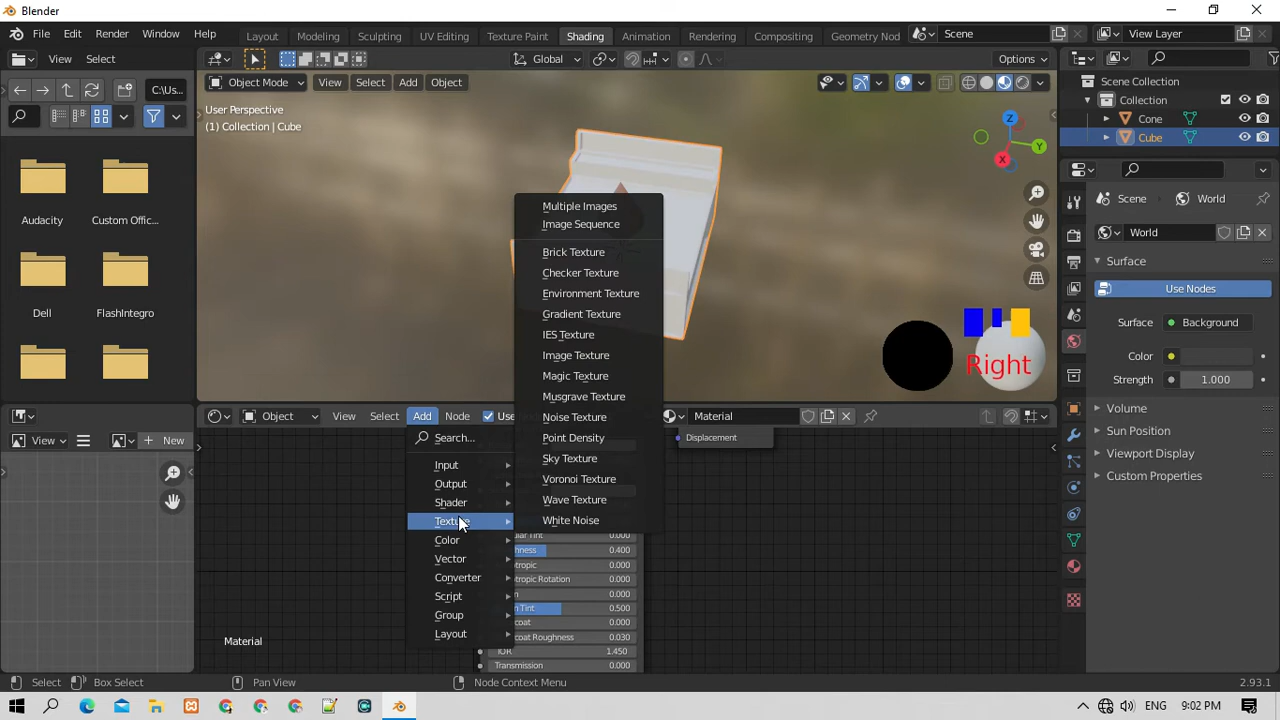 Blender
File Edit Render Window Help
Layout Modeling Sculpting UV Editing Texture Paint Shading Animation Rendering Compositing Geometry Nod
Scene
View Layer
View Select
Global
Options
C:\Us...
Object Mode View Select Add Object
User Perspective
(1) Collection | Cube
Z
Y
X
Audacity
Custom Offic...
Dell
FlashIntegro
Scene Collection
Collection
Cone
Cube
Scene
World
World
Surface
Use Nodes
Surface
Background
Color
Strength
1.000
Volume
Sun Position
Viewport Display
Custom Properties
Right
Multiple Images
Image Sequence
Brick Texture
Checker Texture
Environment Texture
Gradient Texture
IES Texture
Image Texture
Magic Texture
Musgrave Texture
Noise Texture
Point Density
Sky Texture
Voronoi Texture
Wave Texture
White Noise
View
New
Object View Select Add Node
Material
Displacement
Search...
Input
Output
Shader
Texture
Color
Vector
Converter
Script
Group
Layout
0.000
0.400
0.000
otropic Rotation 0.000
0.000
n Tint 0.500
0.000
coat Roughness 0.030
IOR 1.450
Transmission 0.000
Material
Select
Box Select
Pan View
Node Context Menu
2.93.1
ENG
9:02 PM